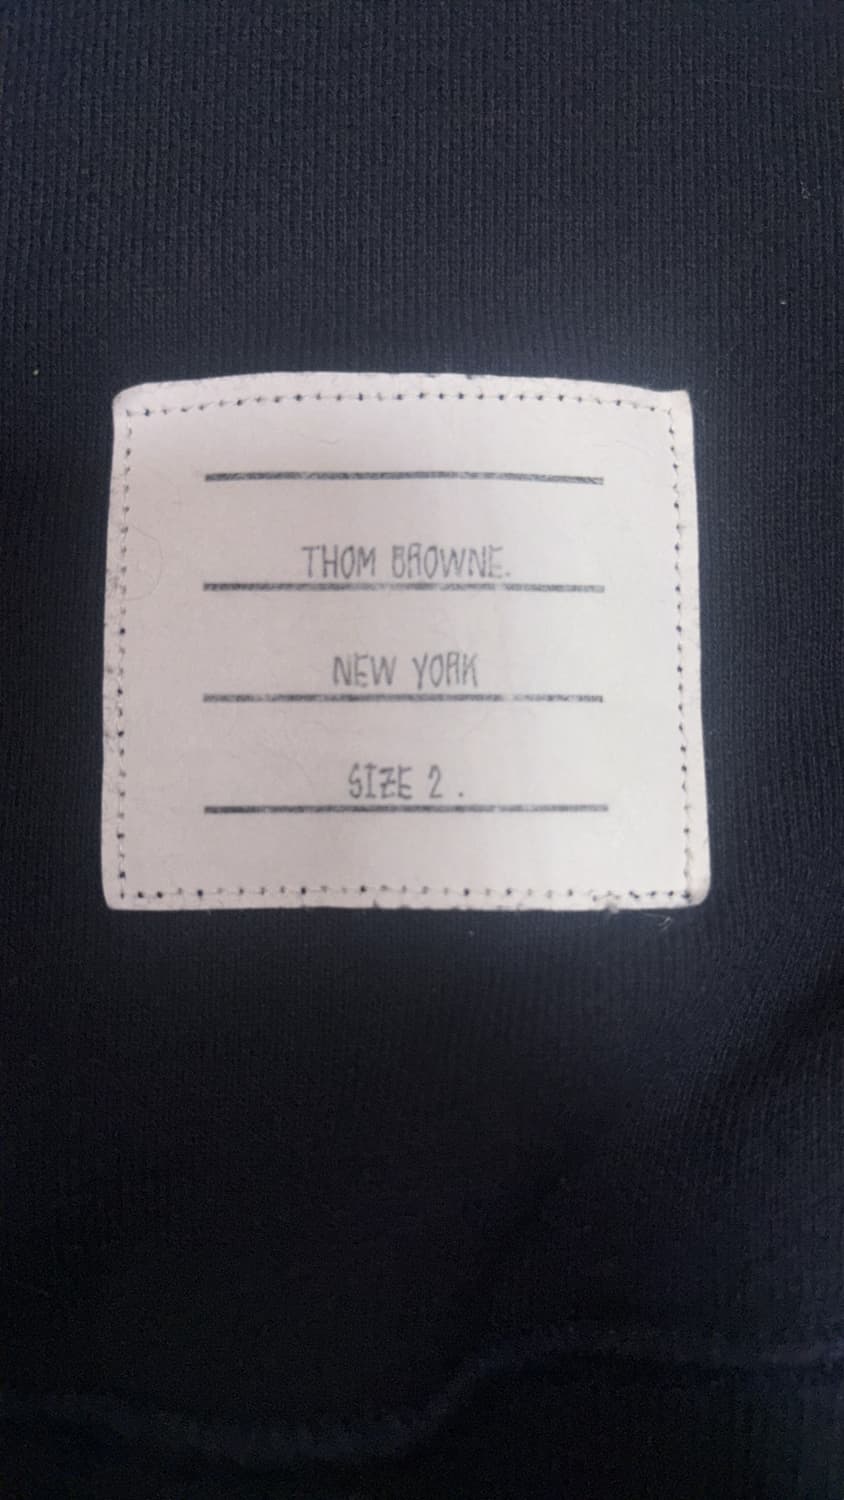 THOM BROWNE.
NEW YORK
SIZE 2 .